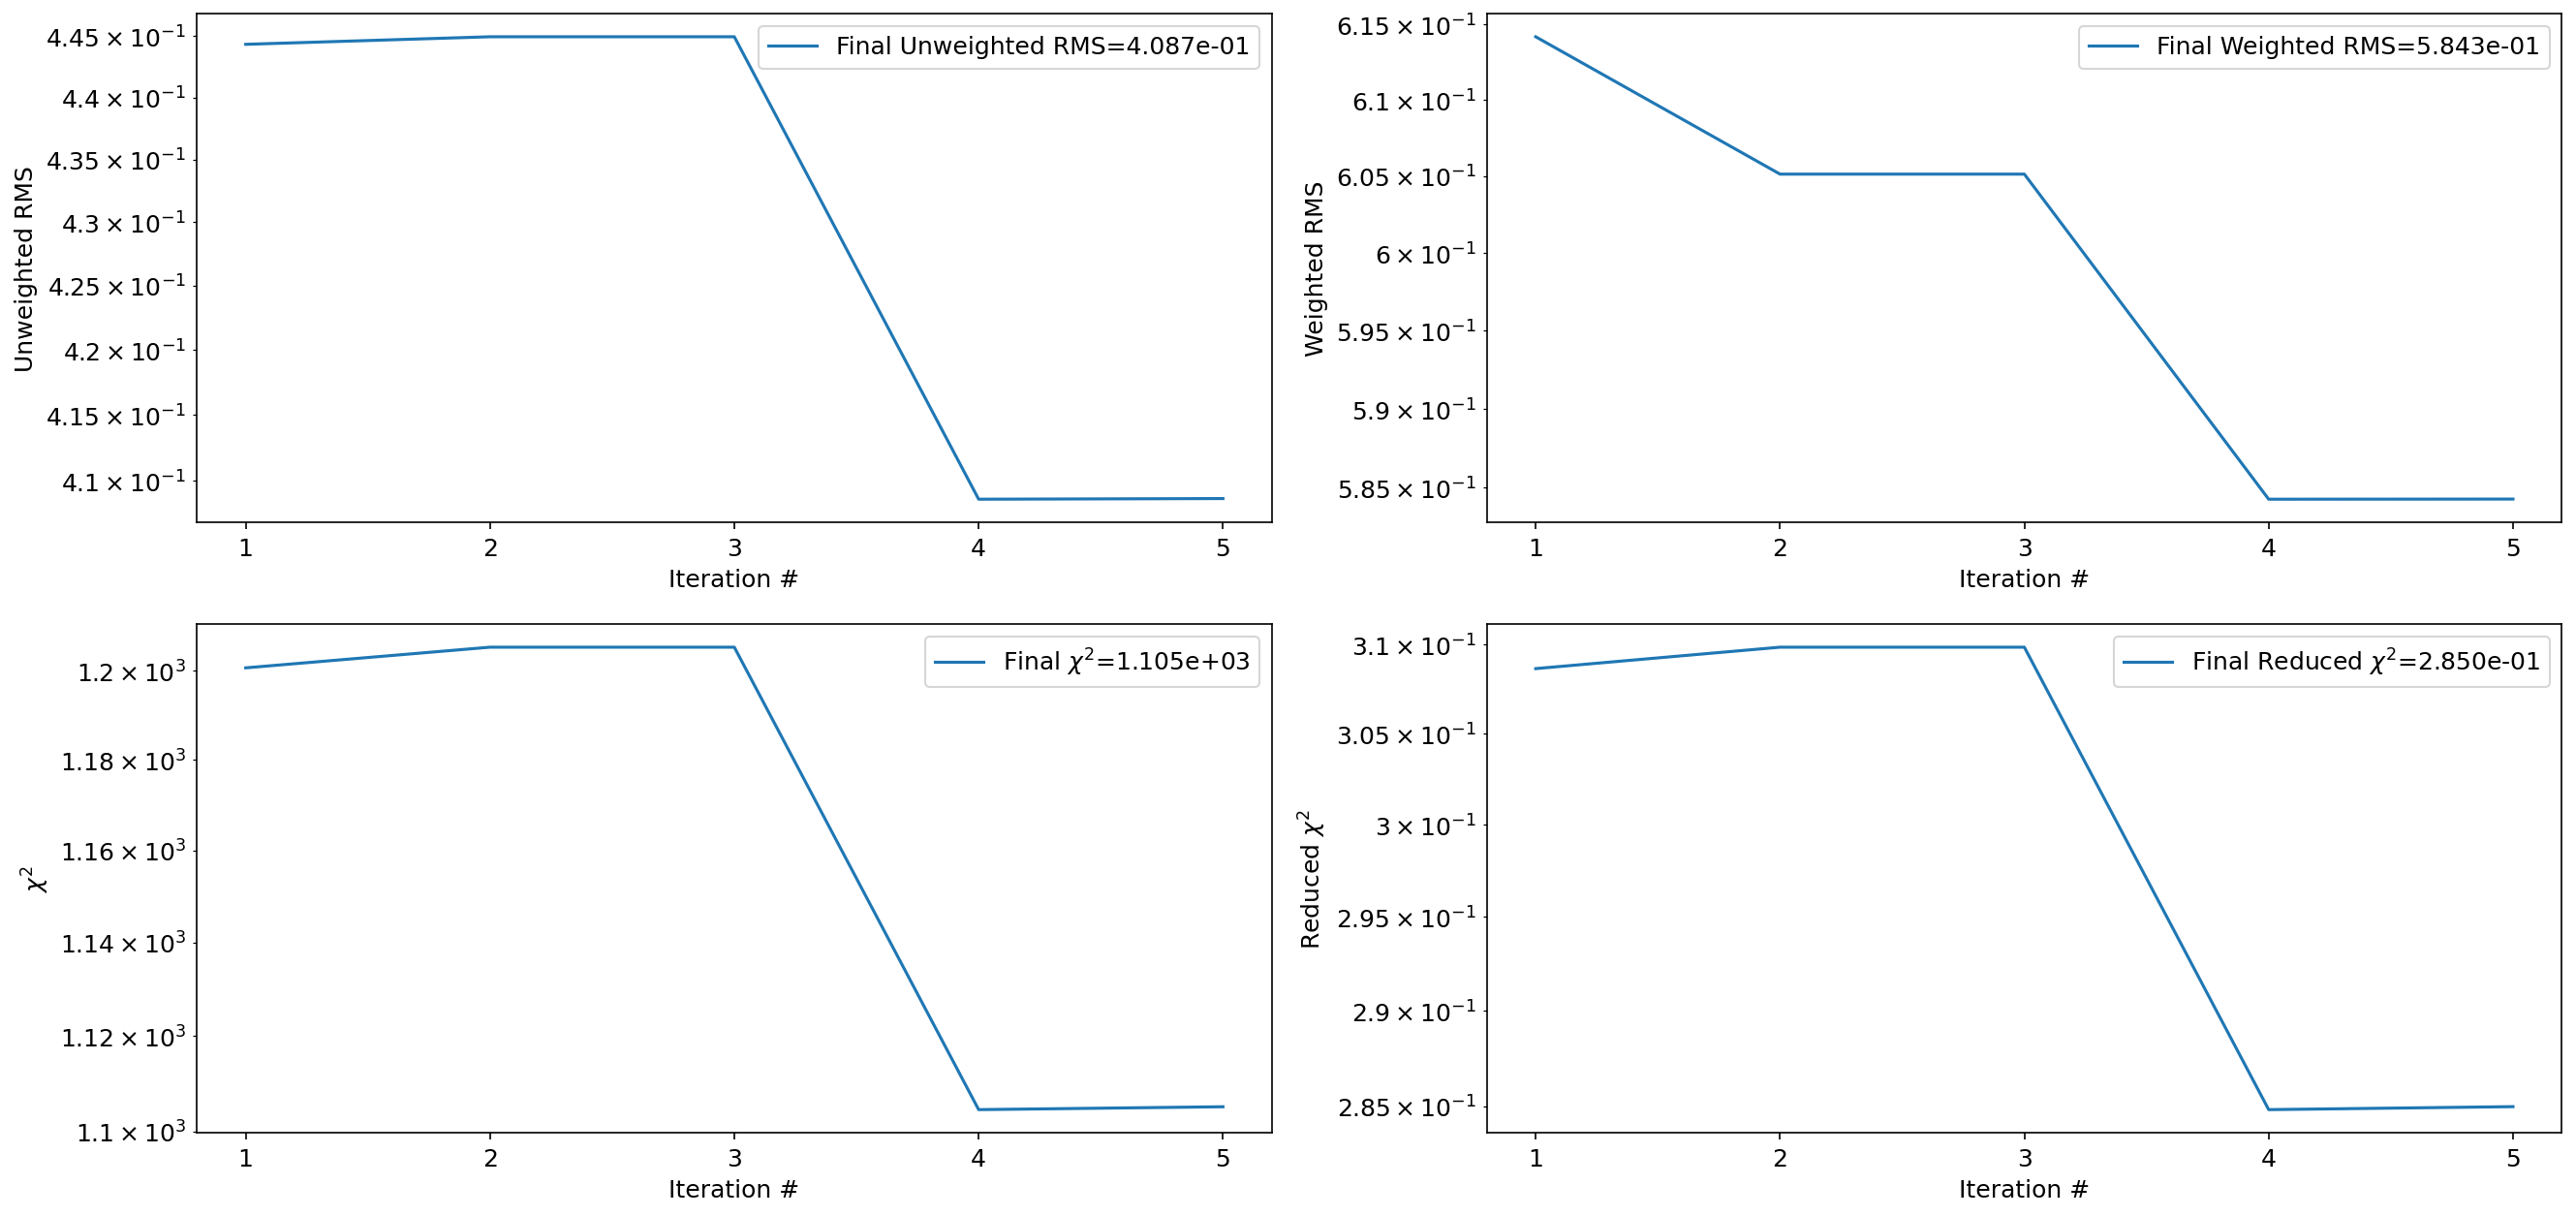 Unweighted RMS
4.45 × 10⁻¹
4.4 × 10⁻¹
4.35 × 10⁻¹
4.3 × 10⁻¹
4.25 × 10⁻¹
4.2 × 10⁻¹
4.15 × 10⁻¹
4.1 × 10⁻¹
Final Unweighted RMS=4.087e-01
1 2 3 4 5
Iteration #
Weighted RMS
6.15 × 10⁻¹
6.1 × 10⁻¹
6.05 × 10⁻¹
6 × 10⁻¹
5.95 × 10⁻¹
5.9 × 10⁻¹
5.85 × 10⁻¹
Final Weighted RMS=5.843e-01
1 2 3 4 5
Iteration #
χ²
1.2 × 10³
1.18 × 10³
1.16 × 10³
1.14 × 10³
1.12 × 10³
1.1 × 10³
Final χ²=1.105e+03
1 2 3 4 5
Iteration #
Reduced χ²
3.1 × 10⁻¹
3.05 × 10⁻¹
3 × 10⁻¹
2.95 × 10⁻¹
2.9 × 10⁻¹
2.85 × 10⁻¹
Final Reduced χ²=2.850e-01
1 2 3 4 5
Iteration #